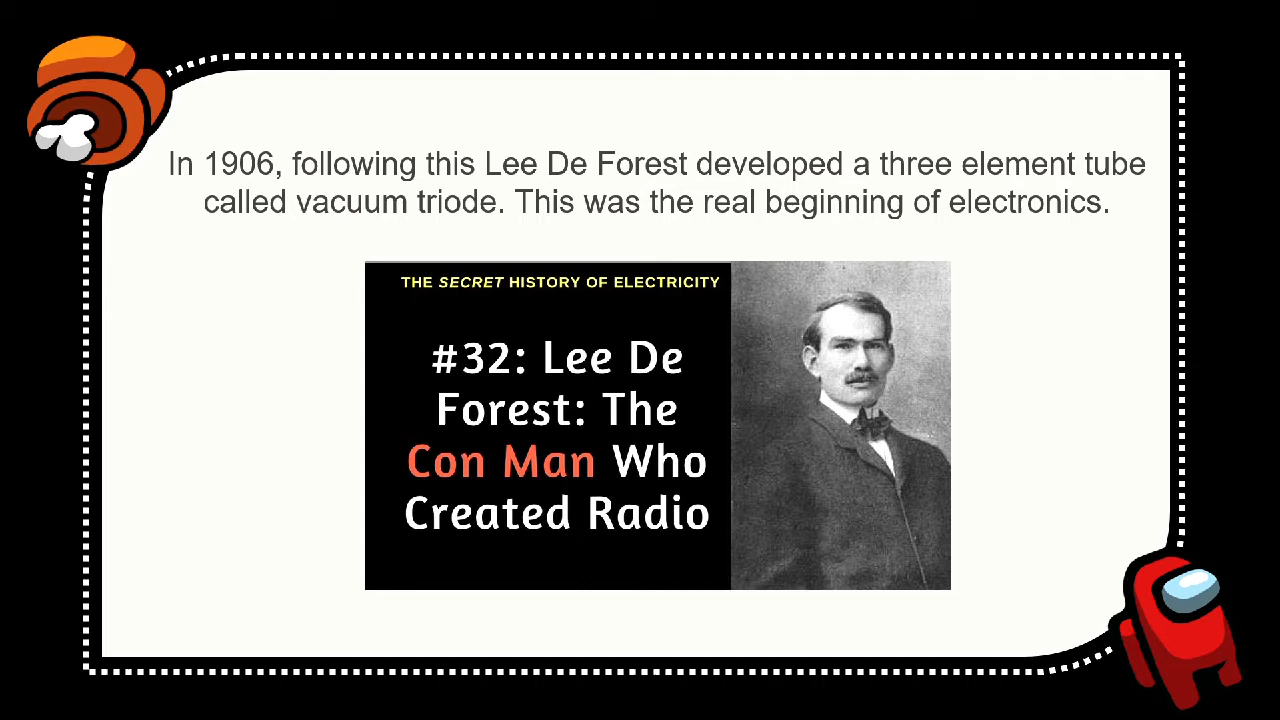 In 1906, following this Lee De Forest developed a three element tube
called vacuum triode. This was the real beginning of electronics.
THE SECRET HISTORY OF ELECTRICITY
#32: Lee De
Forest: The
Con Man Who
Created Radio